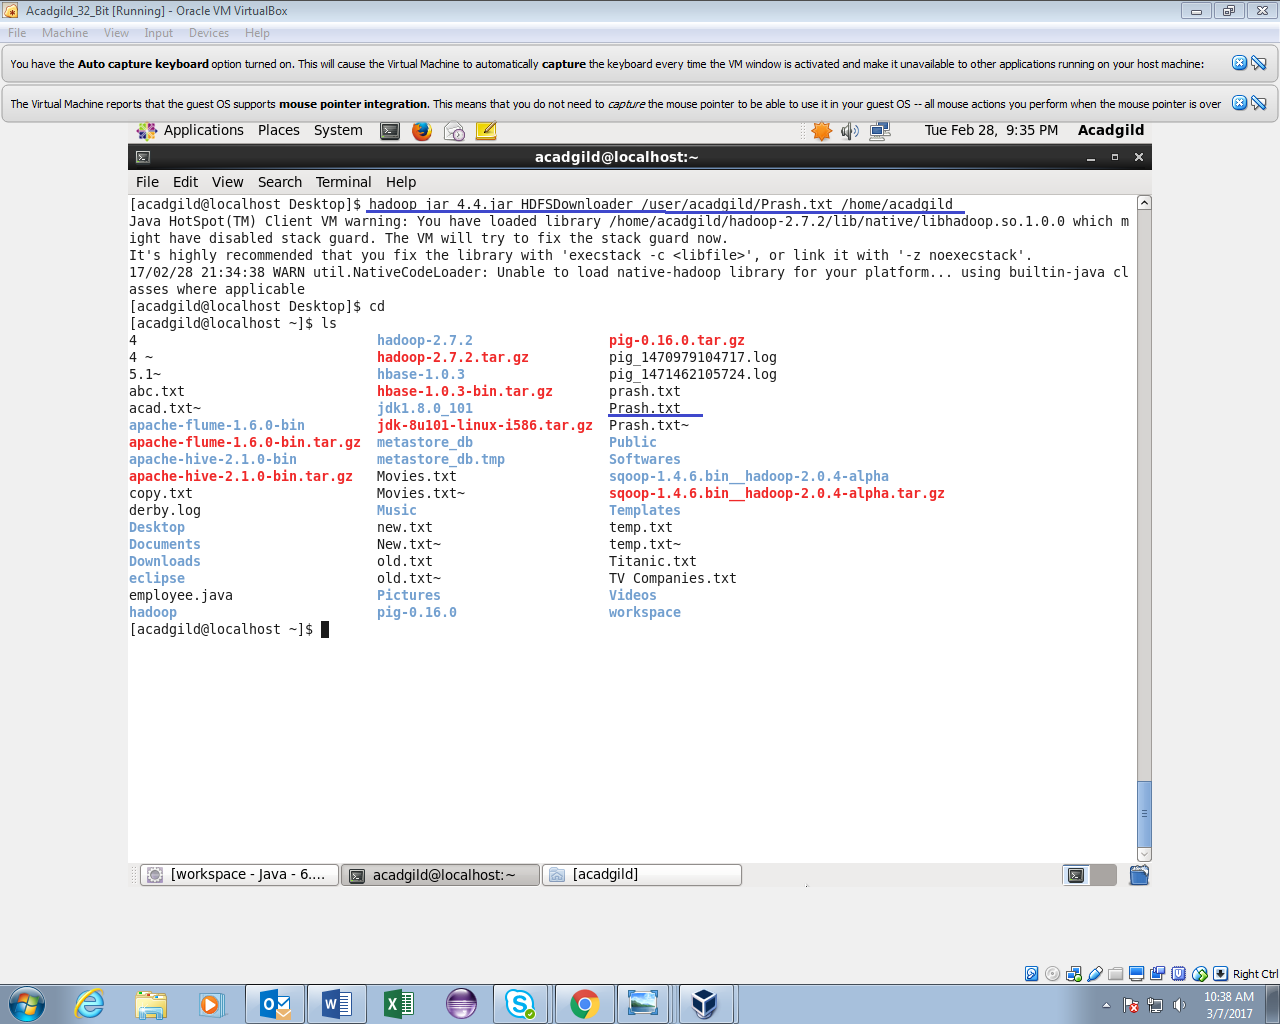 Acadgild_32_Bit [Running] - Oracle VM VirtualBox
File Machine View Input Devices Help
You have the Auto capture keyboard option turned on. This will cause the Virtual Machine to automatically capture the keyboard every time the VM window is activated and make it unavailable to other applications running on your host machine:
The Virtual Machine reports that the guest OS supports mouse pointer integration. This means that you do not need to capture the mouse pointer to be able to use it in your guest OS -- all mouse actions you perform when the mouse pointer is over
Applications Places System Tue Feb 28, 9:35 PM Acadgild
acadgild@localhost:~
File Edit View Search Terminal Help
[acadgild@localhost Desktop]$ hadoop jar 4.4.jar HDFSDownloader /user/acadgild/Prash.txt /home/acadgild
Java HotSpot(TM) Client VM warning: You have loaded library /home/acadgild/hadoop-2.7.2/lib/native/libhadoop.so.1.0.0 which m
ight have disabled stack guard. The VM will try to fix the stack guard now.
It's highly recommended that you fix the library with 'execstack -c <libfile>', or link it with '-z noexecstack'.
17/02/28 21:34:38 WARN util.NativeCodeLoader: Unable to load native-hadoop library for your platform... using builtin-java cl
asses where applicable
[acadgild@localhost Desktop]$ cd
[acadgild@localhost ~]$ ls
4 hadoop-2.7.2 pig-0.16.0.tar.gz
4 ~ hadoop-2.7.2.tar.gz pig_1470979104717.log
5.1~ hbase-1.0.3 pig_1471462105724.log
abc.txt hbase-1.0.3-bin.tar.gz prash.txt
acad.txt~ jdk1.8.0_101 Prash.txt
apache-flume-1.6.0-bin jdk-8u101-linux-i586.tar.gz Prash.txt~
apache-flume-1.6.0-bin.tar.gz metastore_db Public
apache-hive-2.1.0-bin metastore_db.tmp Softwares
apache-hive-2.1.0-bin.tar.gz Movies.txt sqoop-1.4.6.bin__hadoop-2.0.4-alpha
copy.txt Movies.txt~ sqoop-1.4.6.bin__hadoop-2.0.4-alpha.tar.gz
derby.log Music Templates
Desktop new.txt temp.txt
Documents New.txt~ temp.txt~
Downloads old.txt Titanic.txt
eclipse old.txt~ TV Companies.txt
employee.java Pictures Videos
hadoop pig-0.16.0 workspace
[acadgild@localhost ~]$
[workspace - Java - 6.... acadgild@localhost:~ [acadgild]
Right Ctrl
10:38 AM
3/7/2017